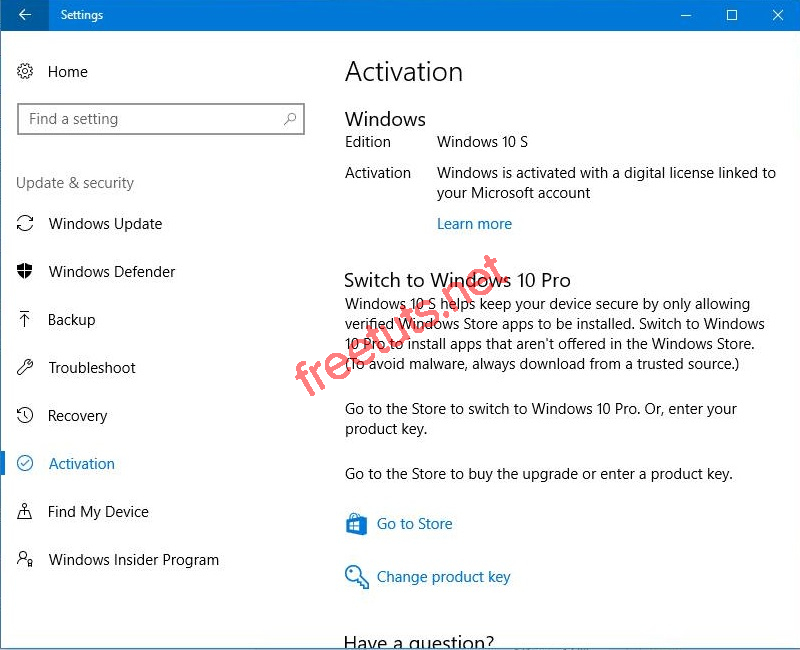 Settings
Home
Find a setting
Update & security
Windows Update
Windows Defender
Backup
Troubleshoot
Recovery
Activation
Find My Device
Windows Insider Program
Activation
Windows
Edition Windows 10 S
Activation Windows is activated with a digital license linked to
your Microsoft account
Learn more
Switch to Windows 10 Pro
Windows 10 S helps keep your device secure by only allowing
verified Windows Store apps to be installed. Switch to Windows
10 Pro to install apps that aren't offered in the Windows Store.
(To avoid malware, always download from a trusted source.)
freetuts.net
Go to the Store to switch to Windows 10 Pro. Or, enter your
product key.
Go to the Store to buy the upgrade or enter a product key.
Go to Store
Change product key
Have a question?